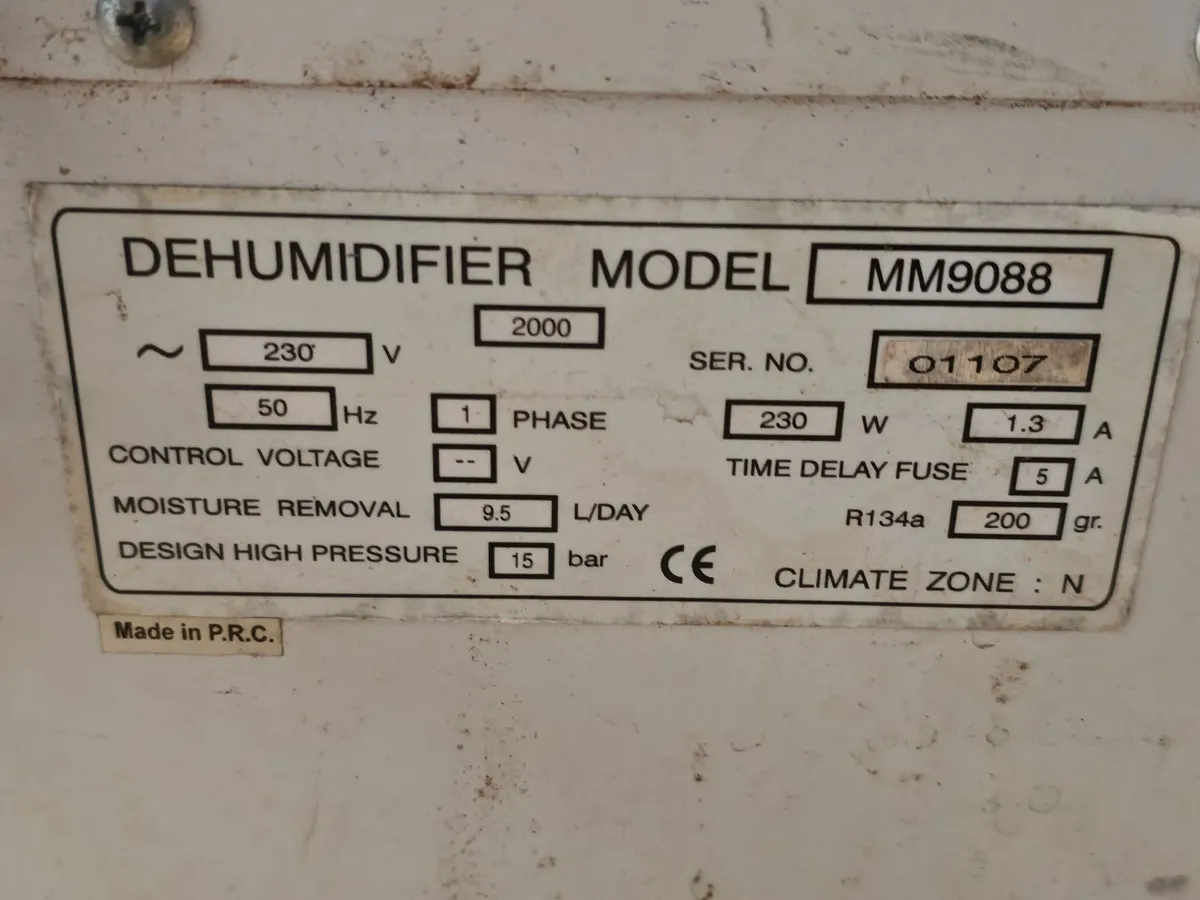 DEHUMIDIFIER MODEL MM9088
2000
~ 230 V SER. NO. 01107
50 Hz 1 PHASE 230 W 1.3 A
CONTROL VOLTAGE -- V TIME DELAY FUSE 5 A
MOISTURE REMOVAL 9.5 L/DAY R134a 200 gr.
DESIGN HIGH PRESSURE 15 bar CE CLIMATE ZONE : N
Made in P.R.C.